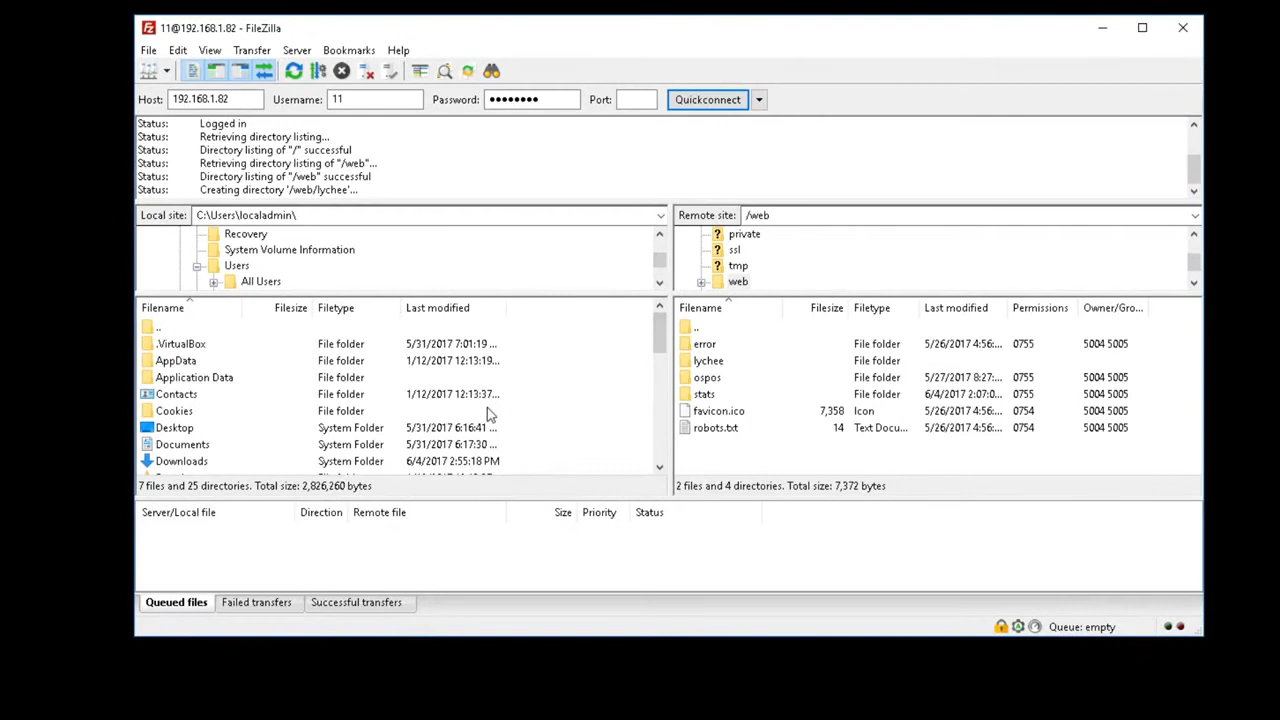 11@192.168.1.82 - FileZilla
File Edit View Transfer Server Bookmarks Help
Host: 192.168.1.82 Username: 11 Password: ●●●●●●●● Port: Quickconnect
Status: Logged in
Status: Retrieving directory listing...
Status: Directory listing of "/" successful
Status: Retrieving directory listing of "/web"...
Status: Directory listing of "/web" successful
Status: Creating directory '/web/lychee'...
Local site: C:\Users\localadmin\
Recovery
System Volume Information
Users
All Users
Remote site: /web
? private
? ssl
? tmp
web
Filename Filesize Filetype Last modified
..
.VirtualBox File folder 5/31/2017 7:01:19 ...
AppData File folder 1/12/2017 12:13:19...
Application Data File folder
Contacts File folder 1/12/2017 12:13:37...
Cookies File folder
Desktop System Folder 5/31/2017 6:16:41 ...
Documents System Folder 5/31/2017 6:17:30 ...
Downloads System Folder 6/4/2017 2:55:18 PM
7 files and 25 directories. Total size: 2,826,260 bytes
Filename Filesize Filetype Last modified Permissions Owner/Gro...
..
error File folder 5/26/2017 4:56:... 0755 5004 5005
lychee File folder
ospos File folder 5/27/2017 8:27:... 0755 5004 5005
stats File folder 6/4/2017 2:07:0... 0755 5004 5005
favicon.ico 7,358 Icon 5/26/2017 4:56:... 0754 5004 5005
robots.txt 14 Text Docu... 5/26/2017 4:56:... 0754 5004 5005
2 files and 4 directories. Total size: 7,372 bytes
Server/Local file Direction Remote file Size Priority Status
Queued files Failed transfers Successful transfers
Queue: empty